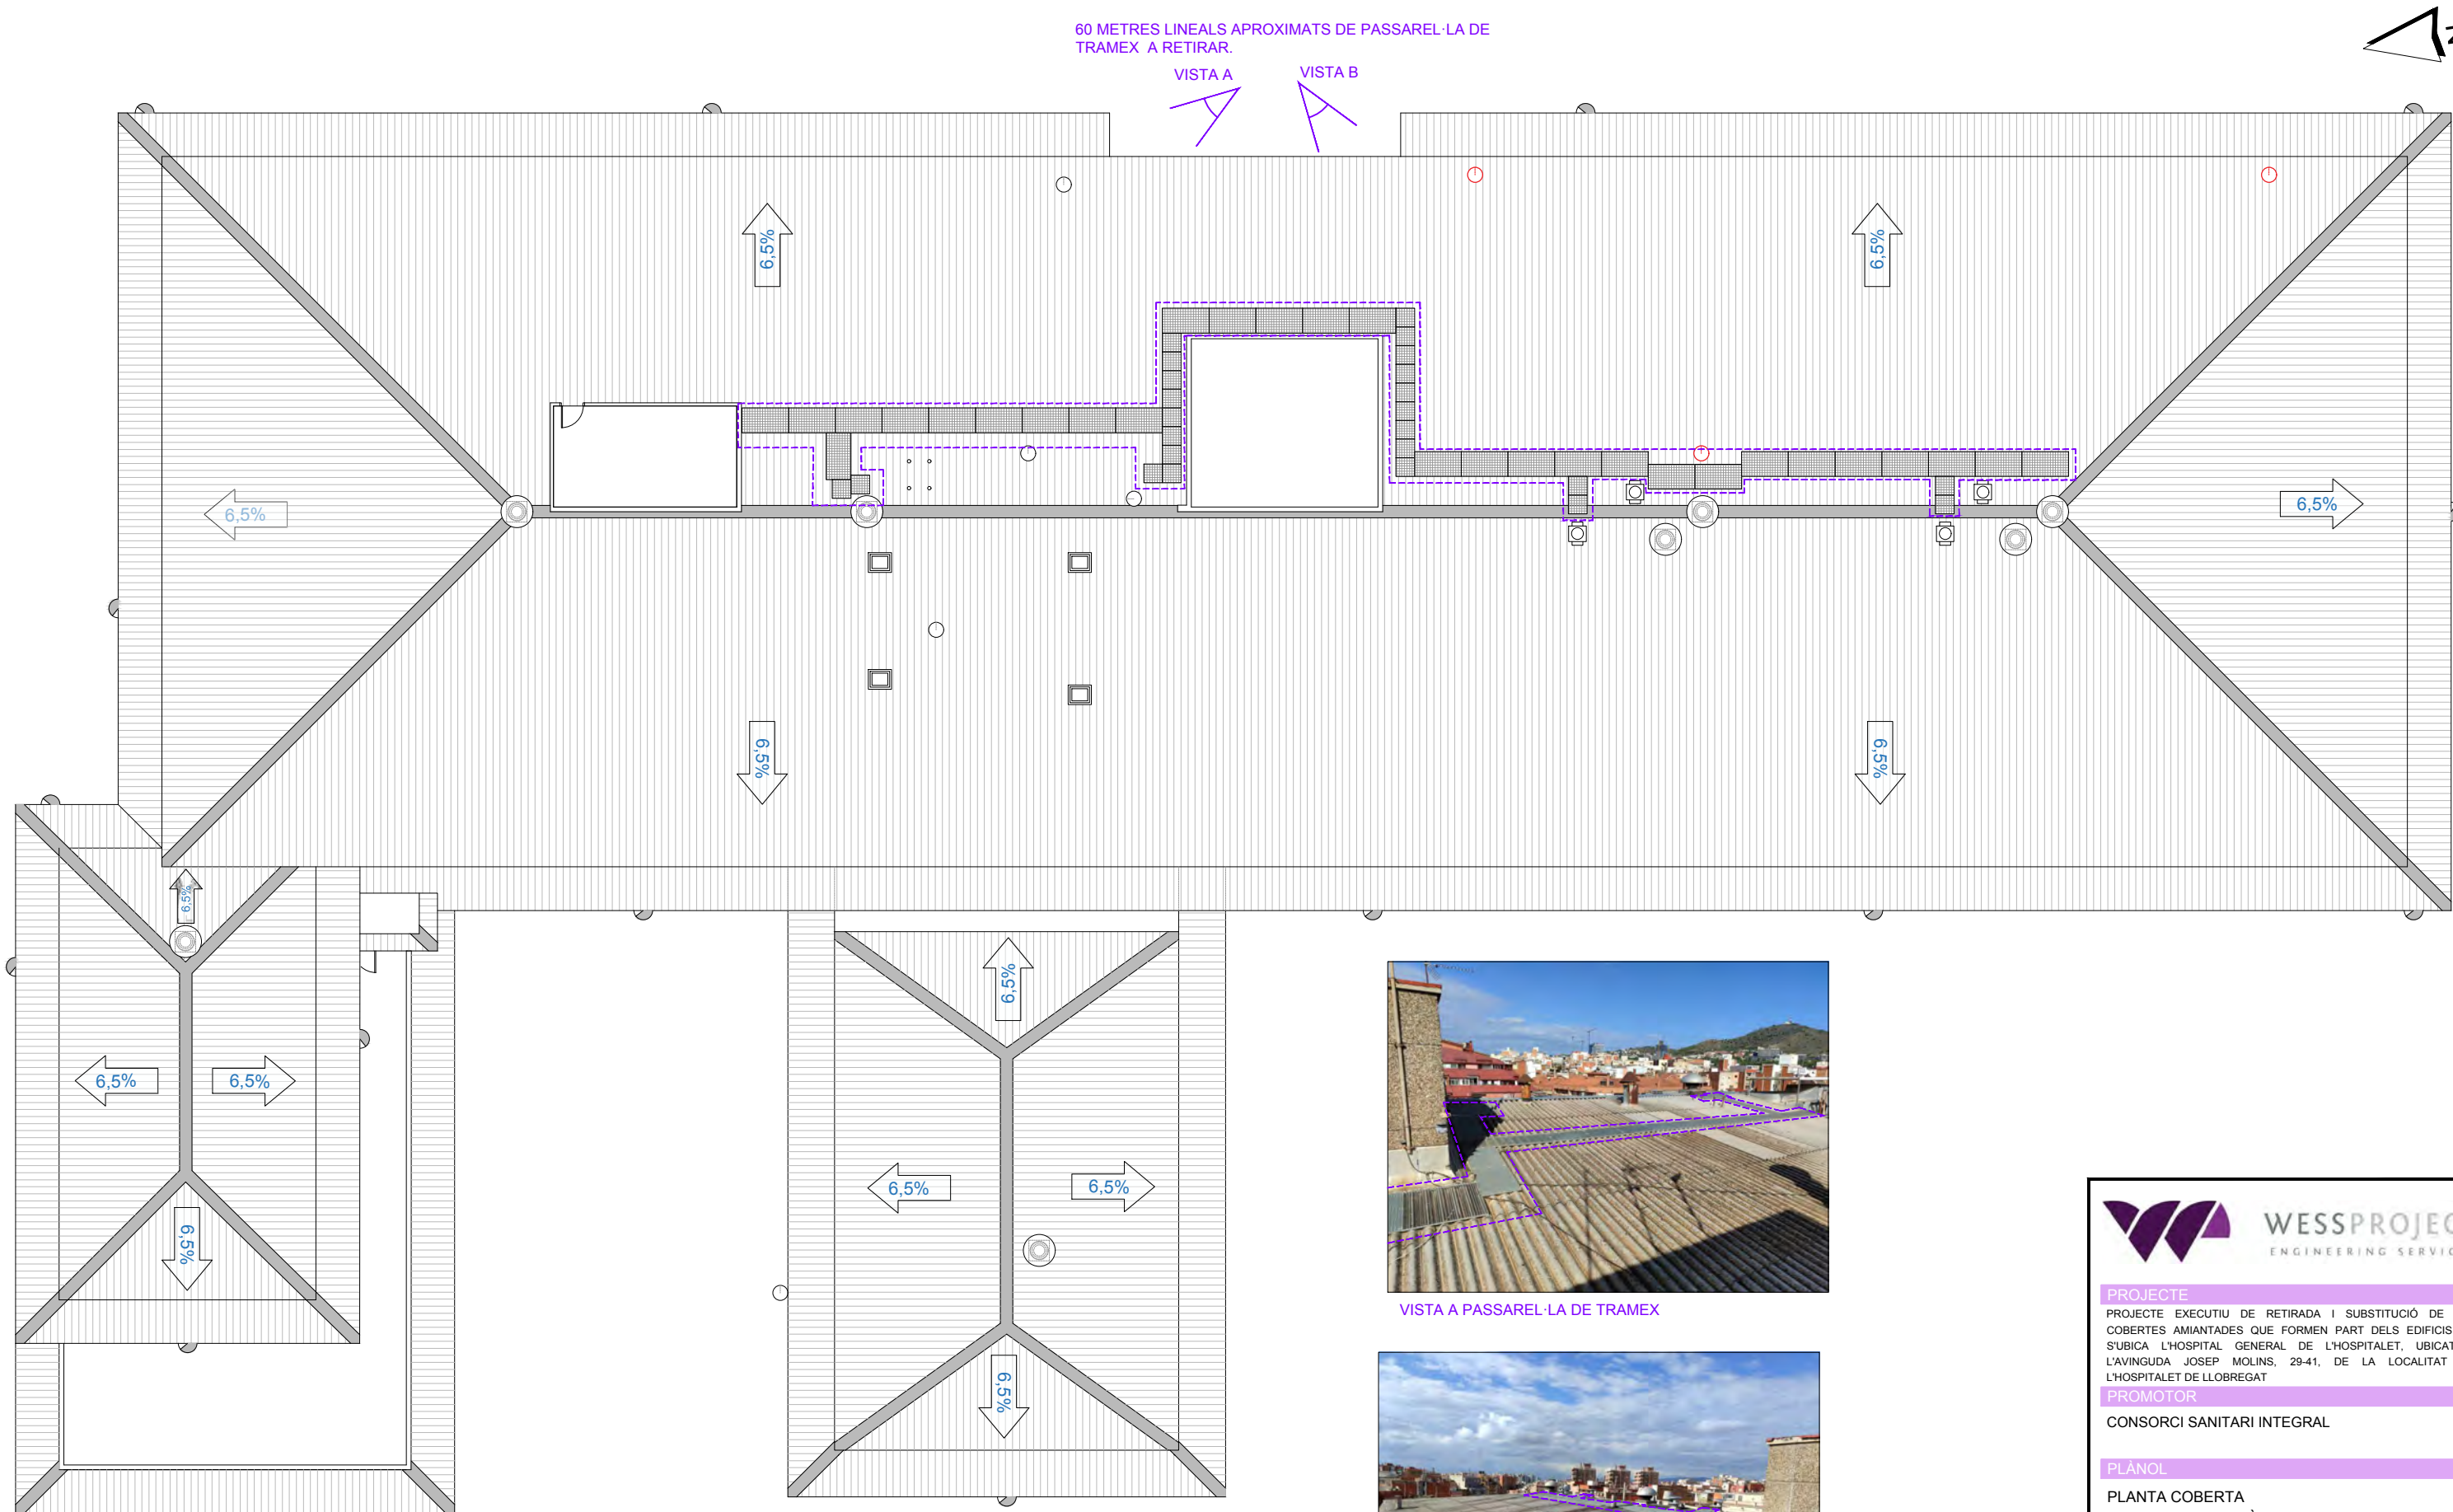 60 METRES LINEALS APROXIMATS DE PASSAREL·LA DE
TRAMEX A RETIRAR.
VISTA A
VISTA B
6,5%
6,5%
6,5%
6,5%
6,5%
6,5%
6,5%
6,5%
6,5%
6,5%
6,5%
6,5%
6,5%
6,5%
VISTA A PASSAREL·LA DE TRAMEX
WESSPROJEC
ENGINEERING SERVIC
PROJECTE
PROJECTE EXECUTIU DE RETIRADA I SUBSTITUCIÓ DE
COBERTES AMIANTADES QUE FORMEN PART DELS EDIFICIS
S'UBICA L'HOSPITAL GENERAL DE L'HOSPITALET, UBICAT
L'AVINGUDA JOSEP MOLINS, 29-41, DE LA LOCALITAT
L'HOSPITALET DE LLOBREGAT
PROMOTOR
CONSORCI SANITARI INTEGRAL
PLÀNOL
PLANTA COBERTA